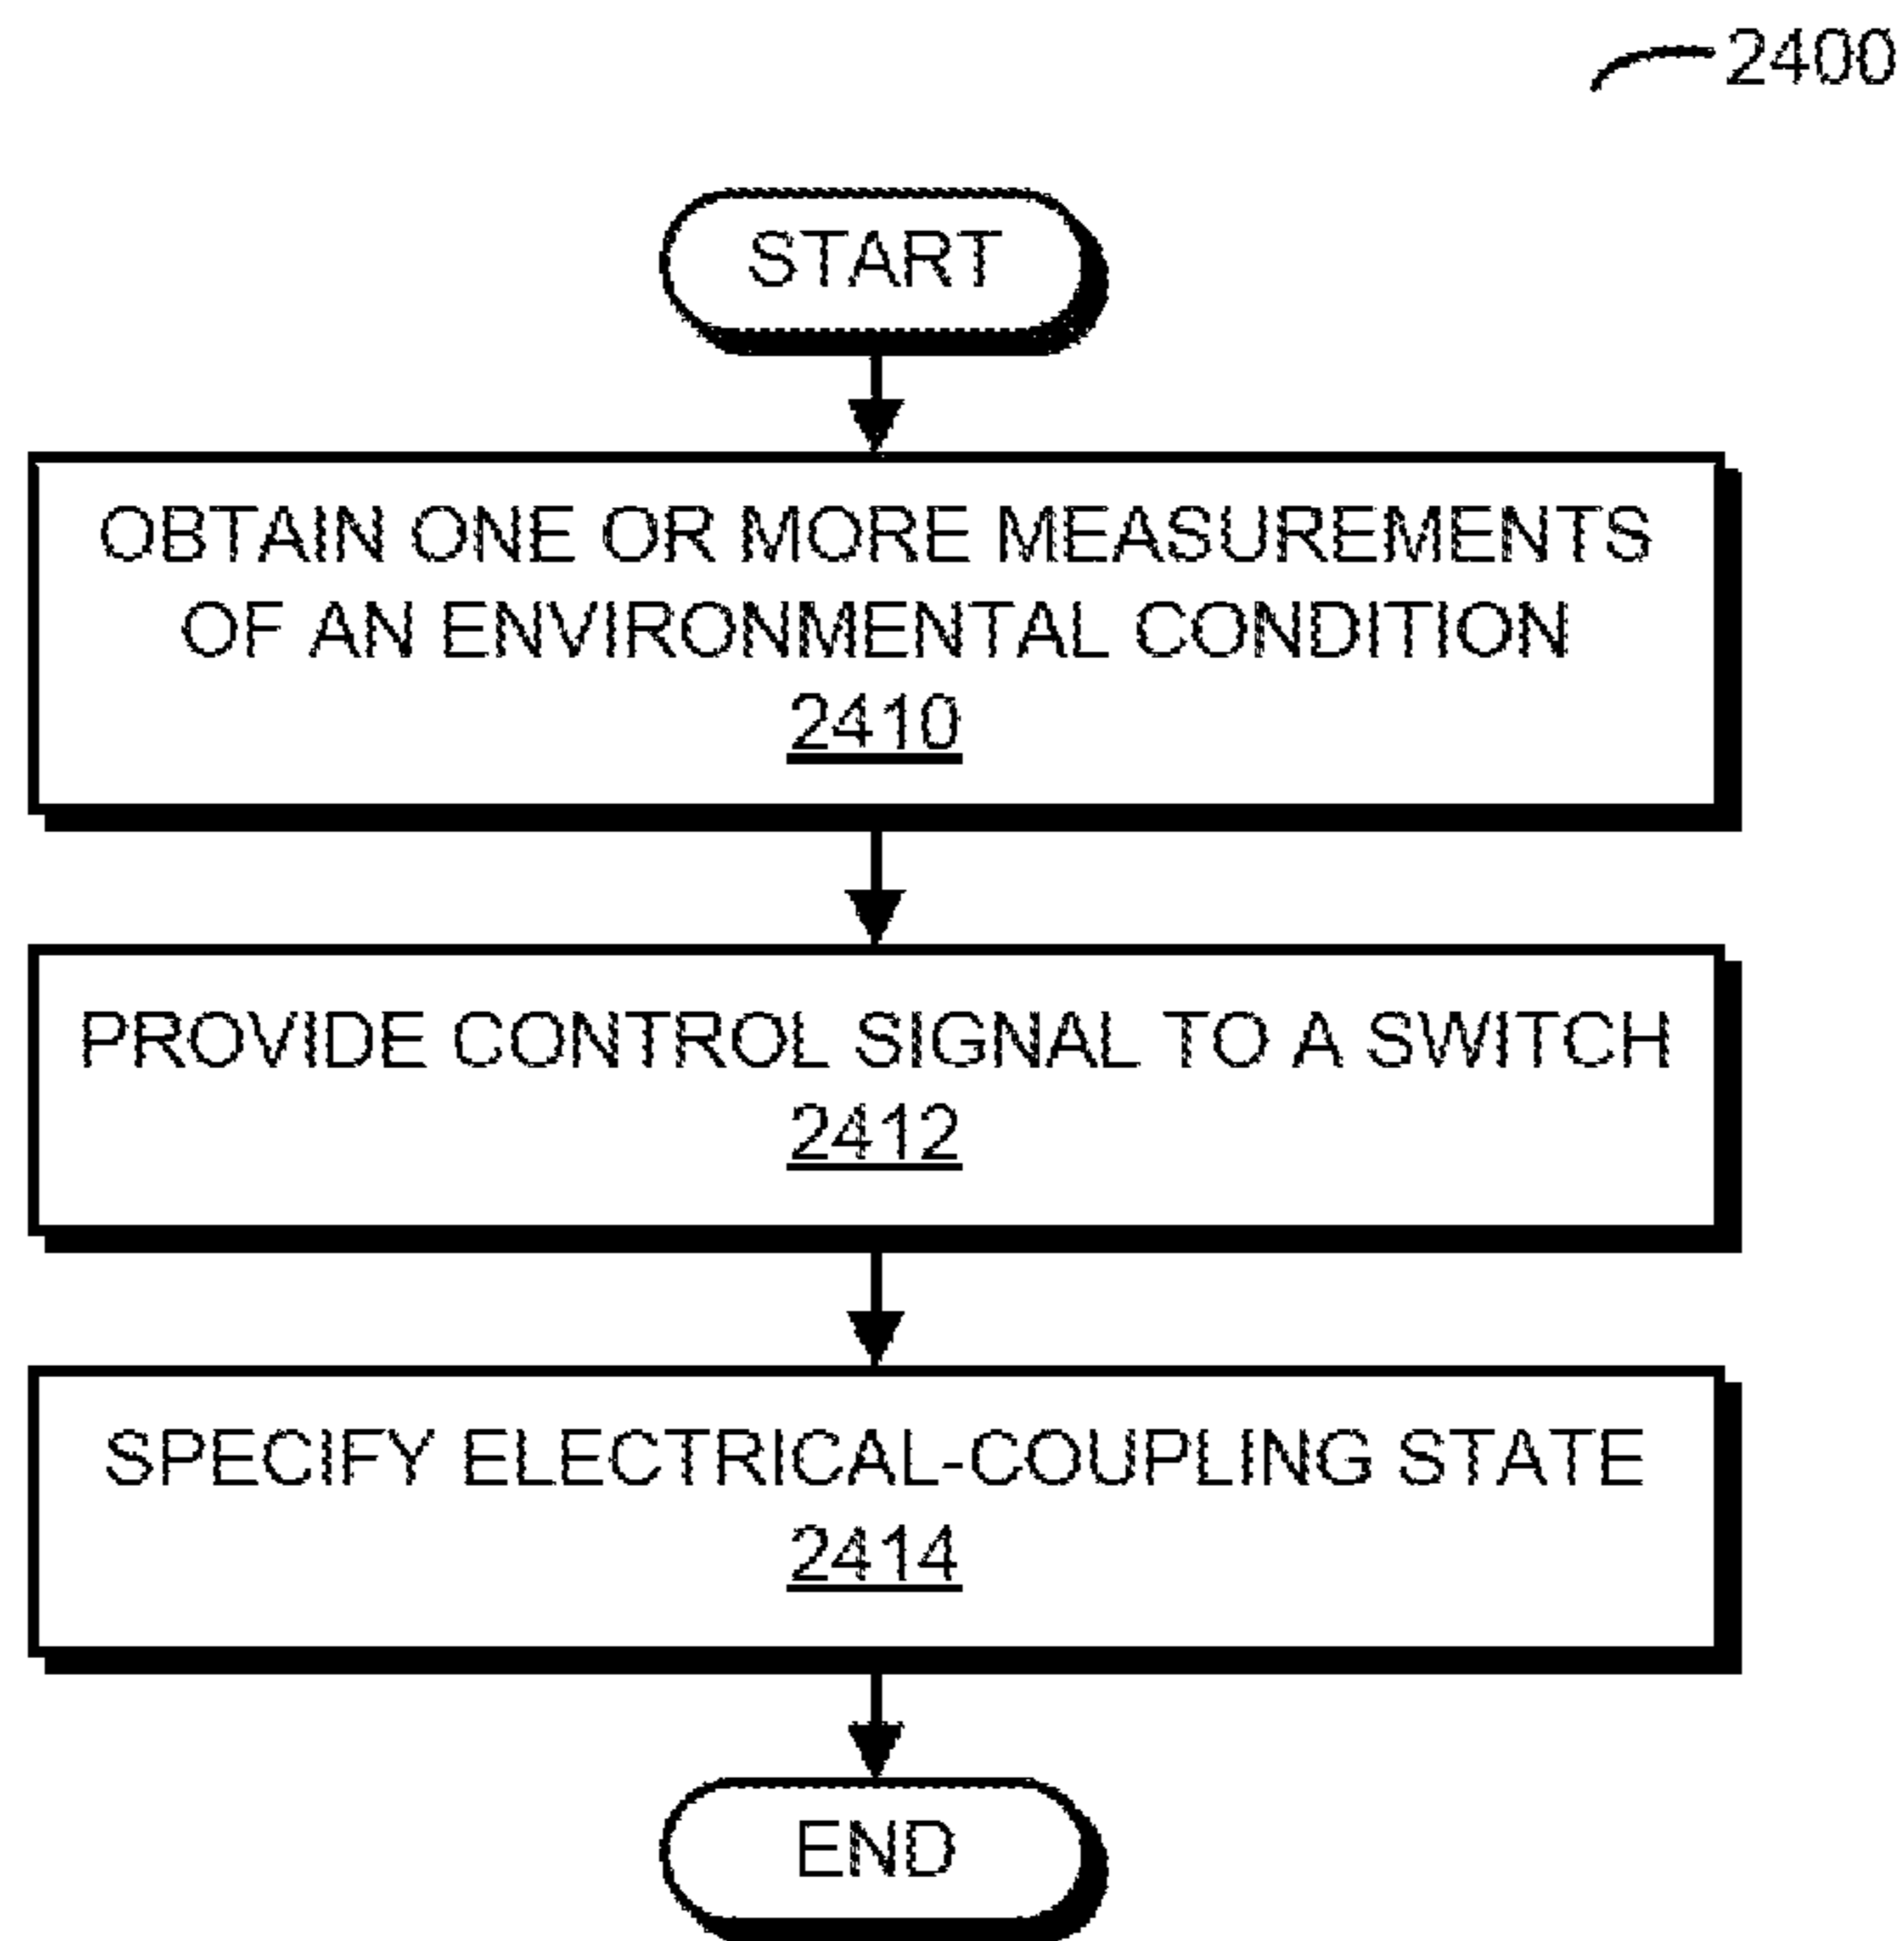 2400
START
OBTAIN ONE OR MORE MEASUREMENTS
OF AN ENVIRONMENTAL CONDITION
2410
PROVIDE CONTROL SIGNAL TO A SWITCH
2412
SPECIFY ELECTRICAL-COUPLING STATE
2414
END